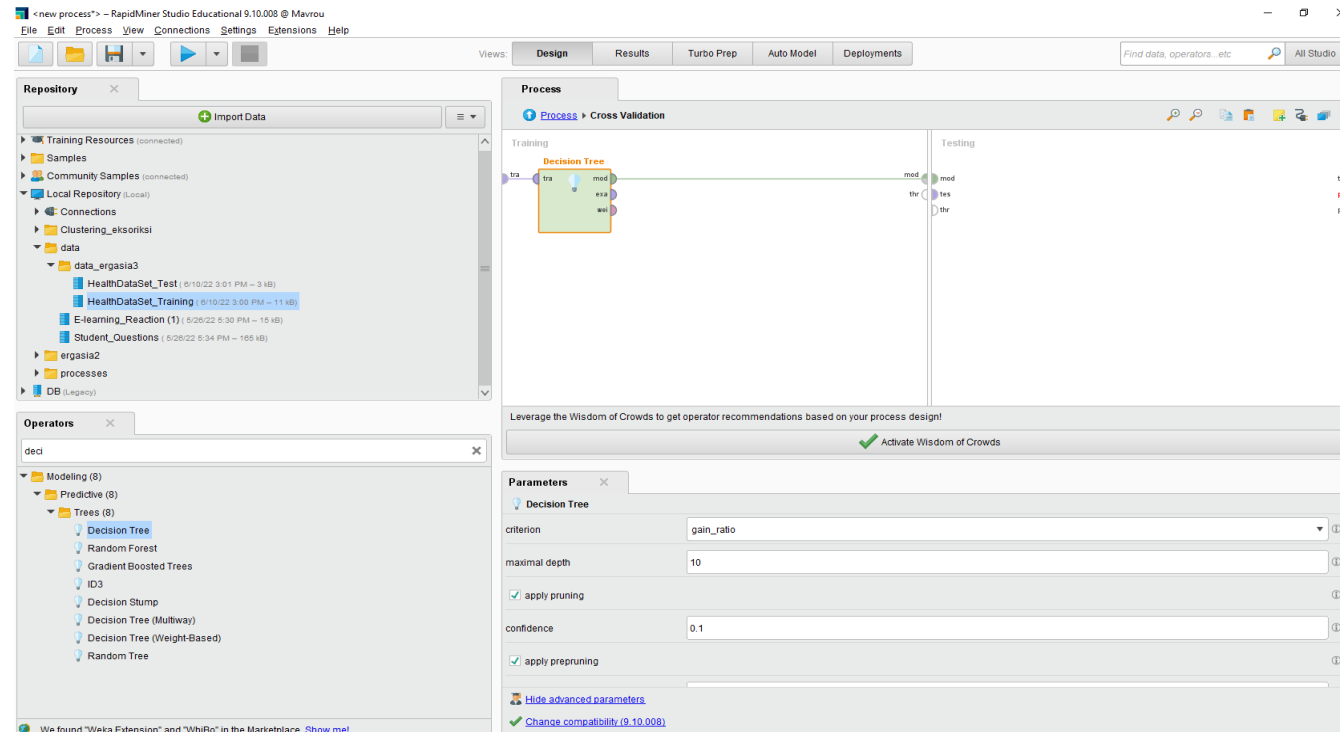 <new process*> – RapidMiner Studio Educational 9.10.008 @ Mavrou
File Edit Process View Connections Settings Extensions Help
Views: Design Results Turbo Prep Auto Model Deployments
Find data, operators...etc
All Studio
Repository
Import Data
Training Resources (connected)
Samples
Community Samples (connected)
Local Repository (Local)
Connections
Clustering_eksoriksi
data
data_ergasia3
HealthDataSet_Test ( 6/10/22 3:01 PM – 3 kB)
HealthDataSet_Training ( 6/10/22 3:00 PM – 11 kB)
E-learning_Reaction (1) ( 5/26/22 5:30 PM – 15 kB)
Student_Questions ( 5/26/22 5:34 PM – 165 kB)
ergasia2
processes
DB (Legacy)
Operators
deci
Modeling (8)
Predictive (8)
Trees (8)
Decision Tree
Random Forest
Gradient Boosted Trees
ID3
Decision Stump
Decision Tree (Multiway)
Decision Tree (Weight-Based)
Random Tree
We found "Weka Extension" and "WhiBo" in the Marketplace. Show me!
Process
Process Cross Validation
Training
Testing
Decision Tree
tra
tra
mod
exa
wei
mod
thr
mod
tes
thr
Leverage the Wisdom of Crowds to get operator recommendations based on your process design!
Activate Wisdom of Crowds
Parameters
Decision Tree
criterion
gain_ratio
maximal depth
10
apply pruning
confidence
0.1
apply prepruning
Hide advanced parameters
Change compatibility (9.10.008)